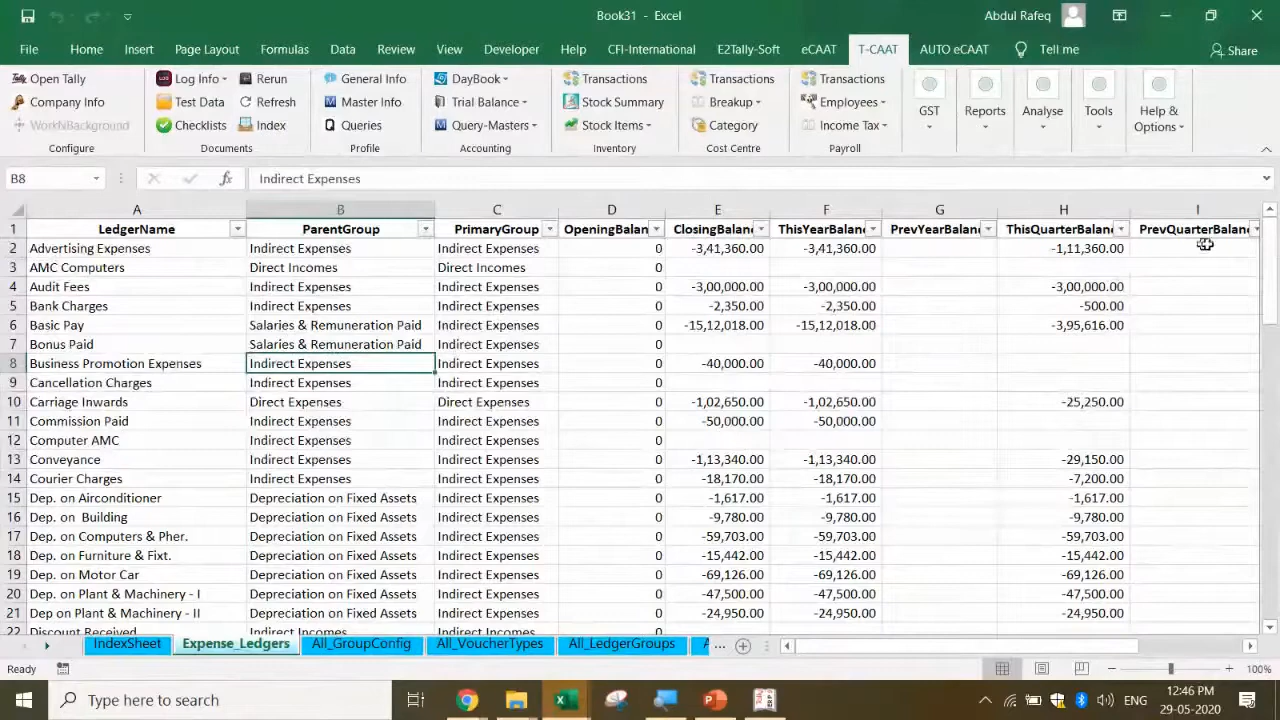 Book31 - Excel
Abdul Rafeq
File Home Insert Page Layout Formulas Data Review View Developer Help CFI-International E2Tally-Soft eCAAT T-CAAT AUTO eCAAT Tell me Share
Open Tally Log Info Rerun General Info DayBook Transactions Transactions Transactions
Company Info Test Data Refresh Master Info Trial Balance Stock Summary Breakup Employees GST Reports Analyse Tools Help & Options
WorkNBackground Checklists Index Queries Query-Masters Stock Items Category Income Tax
Configure Documents Profile Accounting Inventory Cost Centre Payroll
B8 fx Indirect Expenses
A B C D E F G H I
1 LedgerName ParentGroup PrimaryGroup OpeningBalan ClosingBalan ThisYearBalan PrevYearBalan ThisQuarterBalan PrevQuarterBalan
2 Advertising Expenses Indirect Expenses Indirect Expenses 0 -3,41,360.00 -3,41,360.00 -1,11,360.00
3 AMC Computers Direct Incomes Direct Incomes 0
4 Audit Fees Indirect Expenses Indirect Expenses 0 -3,00,000.00 -3,00,000.00 -3,00,000.00
5 Bank Charges Indirect Expenses Indirect Expenses 0 -2,350.00 -2,350.00 -500.00
6 Basic Pay Salaries & Remuneration Paid Indirect Expenses 0 -15,12,018.00 -15,12,018.00 -3,95,616.00
7 Bonus Paid Salaries & Remuneration Paid Indirect Expenses 0
8 Business Promotion Expenses Indirect Expenses Indirect Expenses 0 -40,000.00 -40,000.00
9 Cancellation Charges Indirect Expenses Indirect Expenses 0
10 Carriage Inwards Direct Expenses Direct Expenses 0 -1,02,650.00 -1,02,650.00 -25,250.00
11 Commission Paid Indirect Expenses Indirect Expenses 0 -50,000.00 -50,000.00
12 Computer AMC Indirect Expenses Indirect Expenses 0
13 Conveyance Indirect Expenses Indirect Expenses 0 -1,13,340.00 -1,13,340.00 -29,150.00
14 Courier Charges Indirect Expenses Indirect Expenses 0 -18,170.00 -18,170.00 -7,200.00
15 Dep. on Airconditioner Depreciation on Fixed Assets Indirect Expenses 0 -1,617.00 -1,617.00 -1,617.00
16 Dep. on Building Depreciation on Fixed Assets Indirect Expenses 0 -9,780.00 -9,780.00 -9,780.00
17 Dep. on Computers & Pher. Depreciation on Fixed Assets Indirect Expenses 0 -59,703.00 -59,703.00 -59,703.00
18 Dep. on Furniture & Fixt. Depreciation on Fixed Assets Indirect Expenses 0 -15,442.00 -15,442.00 -15,442.00
19 Dep. on Motor Car Depreciation on Fixed Assets Indirect Expenses 0 -69,126.00 -69,126.00 -69,126.00
20 Dep. on Plant & Machinery - I Depreciation on Fixed Assets Indirect Expenses 0 -47,500.00 -47,500.00 -47,500.00
21 Dep on Plant & Machinery - II Depreciation on Fixed Assets Indirect Expenses 0 -24,950.00 -24,950.00 -24,950.00
22 Discount Received Indirect Incomes Indirect Incomes 0
IndexSheet Expense_Ledgers All_GroupConfig All_VoucherTypes All_LedgerGroups A ...
Ready 100%
Type here to search ENG 12:46 PM
29-05-2020